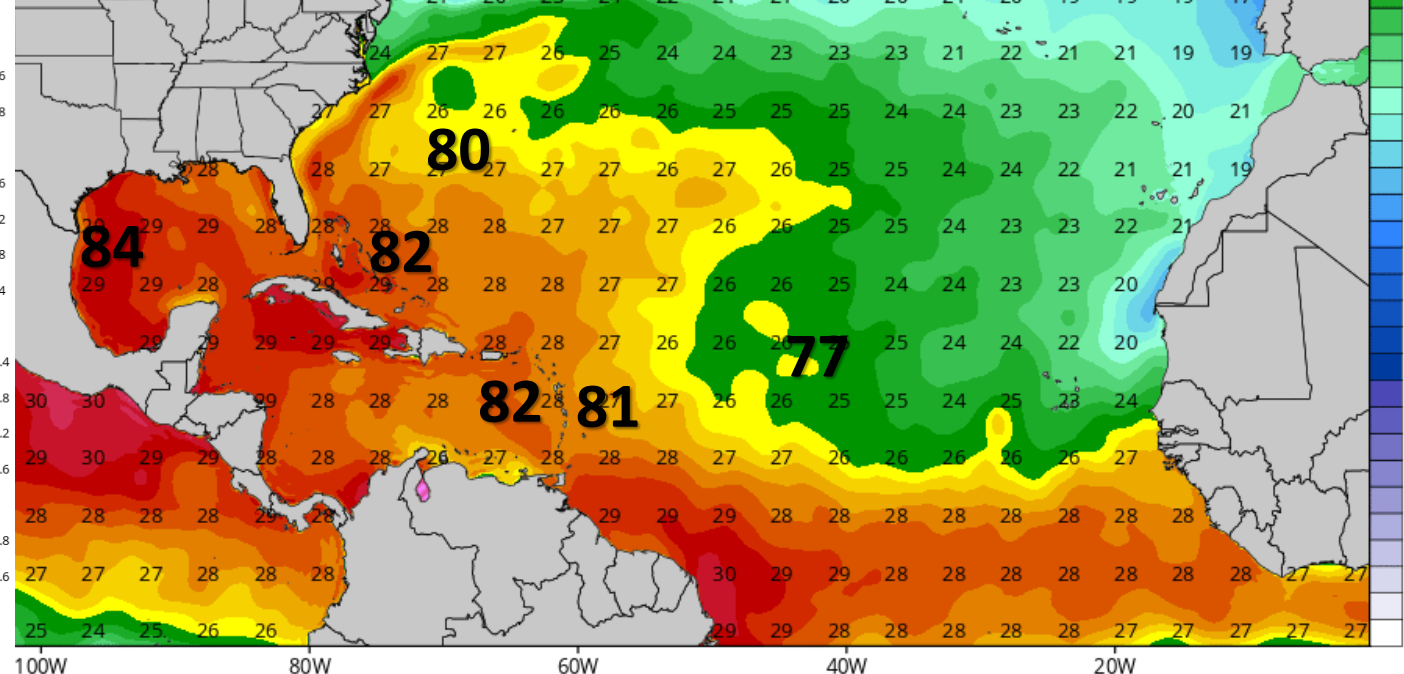 24 27 27 26 25 24 24 23 23 23 21 22 21 21 19 19
27 27 26 26 26 26 25 25 25 24 24 23 23 22 20 21
80
28 28 27 27 27 27 26 27 26 25 25 24 24 22 21 19
29 29 29 28 28 28 28 28 27 27 27 26 26 25 24 23 23 22 21
84 82
29 29 28 29 29 28 28 28 27 27 26 26 25 24 24 23 23 20
29 29 29 29 29 28 28 28 27 26 26 25 24 24 22 20
77
30 30 29 28 28 28 28 27 26 26 25 25 24 25 23 24
82 81
29 30 29 29 28 28 28 26 27 28 28 28 27 27 26 26 26 26 26 27
28 28 28 28 29 28 29 29 29 28 28 28 28 28 28 28
27 27 27 28 28 28 30 29 29 28 28 28 28 28 28 28 27 27
25 24 25 26 26 29 29 28 28 28 28 28 27 27 27 27 27
100W 80W 60W 40W 20W